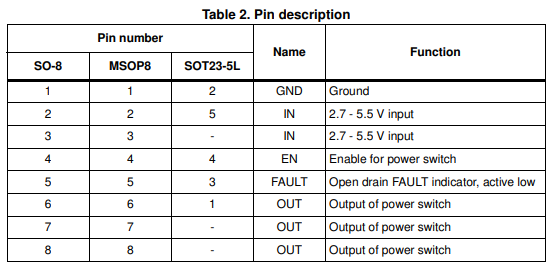 Table 2. Pin description
Pin number Name Function
SO-8 MSOP8 SOT23-5L
1 1 2 GND Ground
2 2 5 IN 2.7 - 5.5 V input
3 3 - IN 2.7 - 5.5 V input
4 4 4 EN Enable for power switch
5 5 3 FAULT Open drain FAULT indicator, active low
6 6 1 OUT Output of power switch
7 7 - OUT Output of power switch
8 8 - OUT Output of power switch